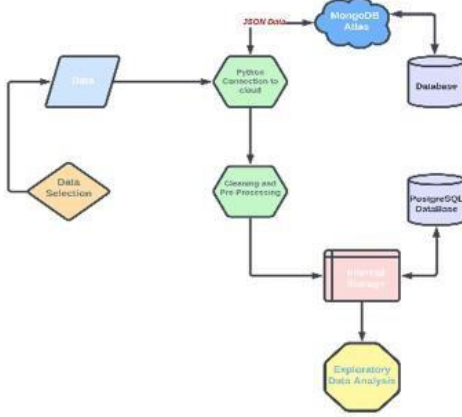 JSON Data
MongoDB
Atlas
Data
Python
Connection to
cloud
Database
Data
Selection
Cleaning and
Pre-Processing
PostgreSQL
DataBase
Internal
Storage
Exploratory
Data Analysis